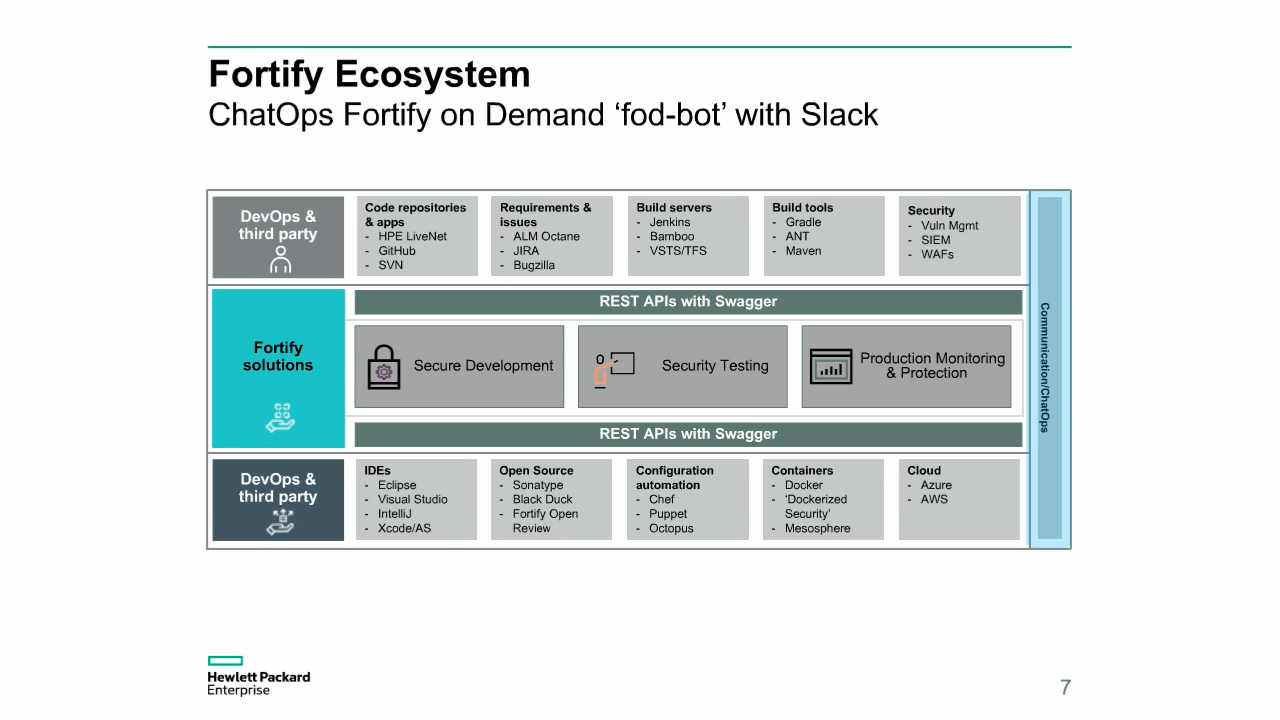 Fortify Ecosystem
ChatOps Fortify on Demand ‘fod-bot’ with Slack
DevOps &
third party
Code repositories
& apps
- HPE LiveNet
- GitHub
- SVN
Requirements &
issues
- ALM Octane
- JIRA
- Bugzilla
Build servers
- Jenkins
- Bamboo
- VSTS/TFS
Build tools
- Gradle
- ANT
- Maven
Security
- Vuln Mgmt
- SIEM
- WAFs
Fortify
solutions
REST APIs with Swagger
Secure Development
Security Testing
Production Monitoring
& Protection
REST APIs with Swagger
Communication/ChatOps
DevOps &
third party
IDEs
- Eclipse
- Visual Studio
- IntelliJ
- Xcode/AS
Open Source
- Sonatype
- Black Duck
- Fortify Open
Review
Configuration
automation
- Chef
- Puppet
- Octopus
Containers
- Docker
- ‘Dockerized
Security’
- Mesosphere
Cloud
- Azure
- AWS
Hewlett Packard
Enterprise
7